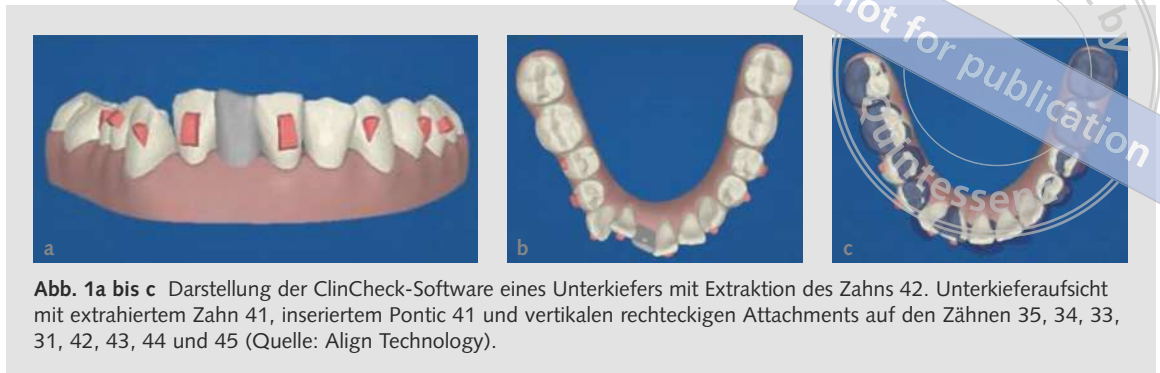 not for publication
by
Quintessen
a
b
c
Abb. 1a bis c Darstellung der ClinCheck-Software eines Unterkiefers mit Extraktion des Zahns 42. Unterkieferaufsicht
mit extrahiertem Zahn 41, inseriertem Pontic 41 und vertikalen rechteckigen Attachments auf den Zähnen 35, 34, 33,
31, 42, 43, 44 und 45 (Quelle: Align Technology).